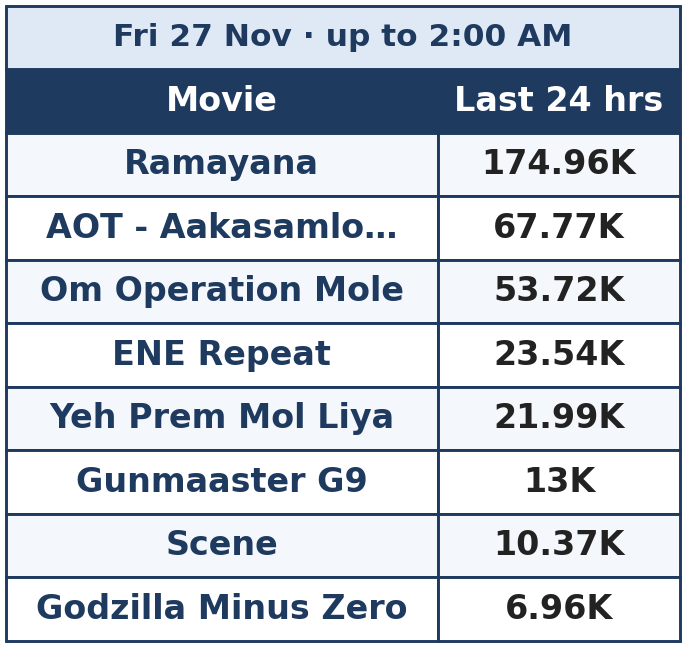 Fri 27 Nov · up to 2:00 AM
Movie Last 24 hrs
Ramayana 174.96K
AOT - Aakasamlo... 67.77K
Om Operation Mole 53.72K
ENE Repeat 23.54K
Yeh Prem Mol Liya 21.99K
Gunmaaster G9 13K
Scene 10.37K
Godzilla Minus Zero 6.96K